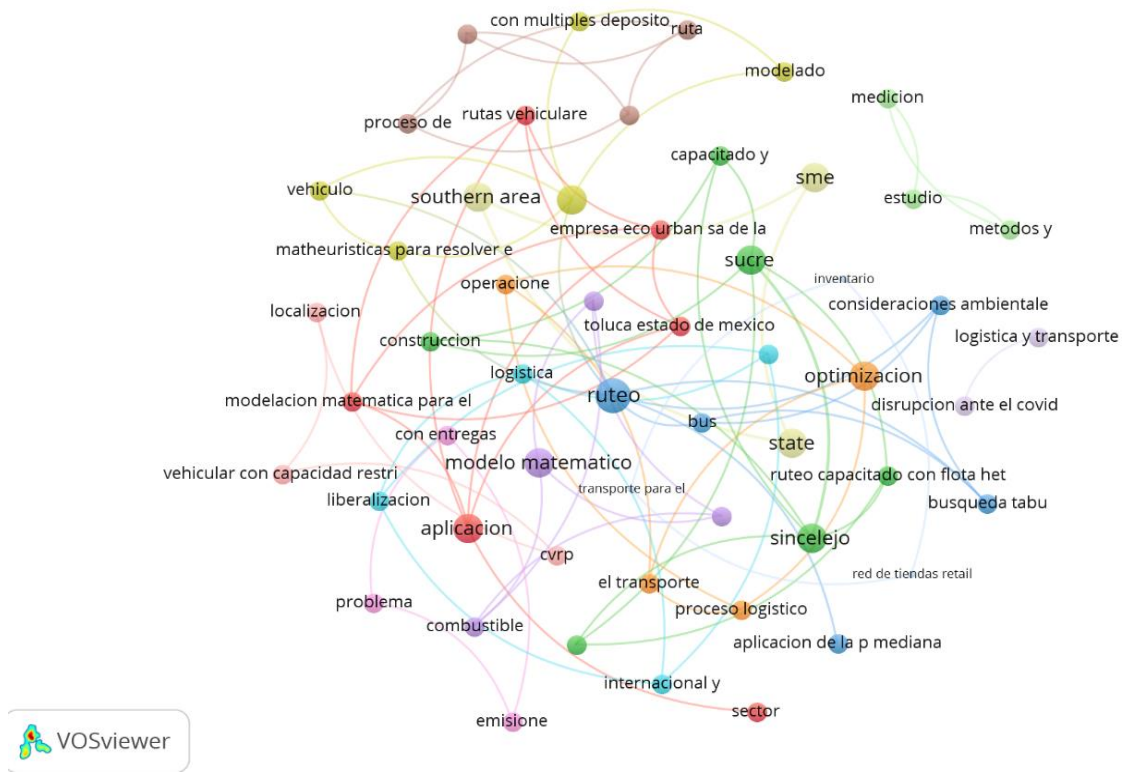 con multiples deposito
ruta
modelado
medicion
rutas vehiculare
proceso de
capacitado y
sme
vehiculo
southern area
estudio
empresa eco urban sa de la
metodos y
matheuristicas para resolver e
sucre
operacione
inventario
consideraciones ambientale
localizacion
toluca estado de mexico
logistica y transporte
construccion
logistica
optimizacion
ruteo
modelacion matematica para el
disrupcion ante el covid
bus
con entregas
state
modelo matematico
vehicular con capacidad restri
ruteo capacitado con flota het
transporte para el
liberalizacion
busqueda tabu
aplicacion
sincelejo
cvrp
red de tiendas retail
el transporte
problema
proceso logistico
combustible
aplicacion de la p mediana
internacional y
sector
emisione
VOSviewer